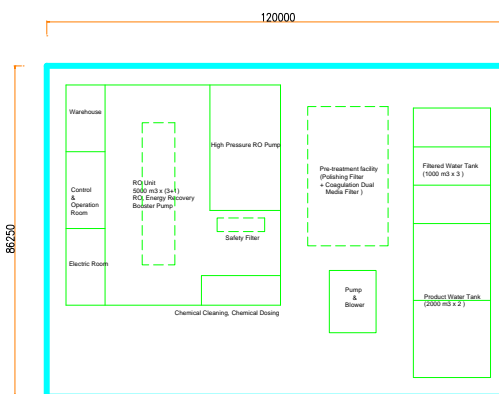 120000
86250
Warehouse
High Pressure RO Pump
Control
&
Operation
Room
RO Unit
5000 m3 x (3+1)
RO, Energy Recovery
Booster Pump
Pre-treatment facility
(Polishing Filter
+ Coagulation Dual
Media Filter )
Filtered Water Tank
(1000 m3 x 3 )
Safety Filter
Electric Room
Pump
&
Blower
Product Water Tank
(2000 m3 x 2 )
Chemical Cleaning, Chemical Dosing